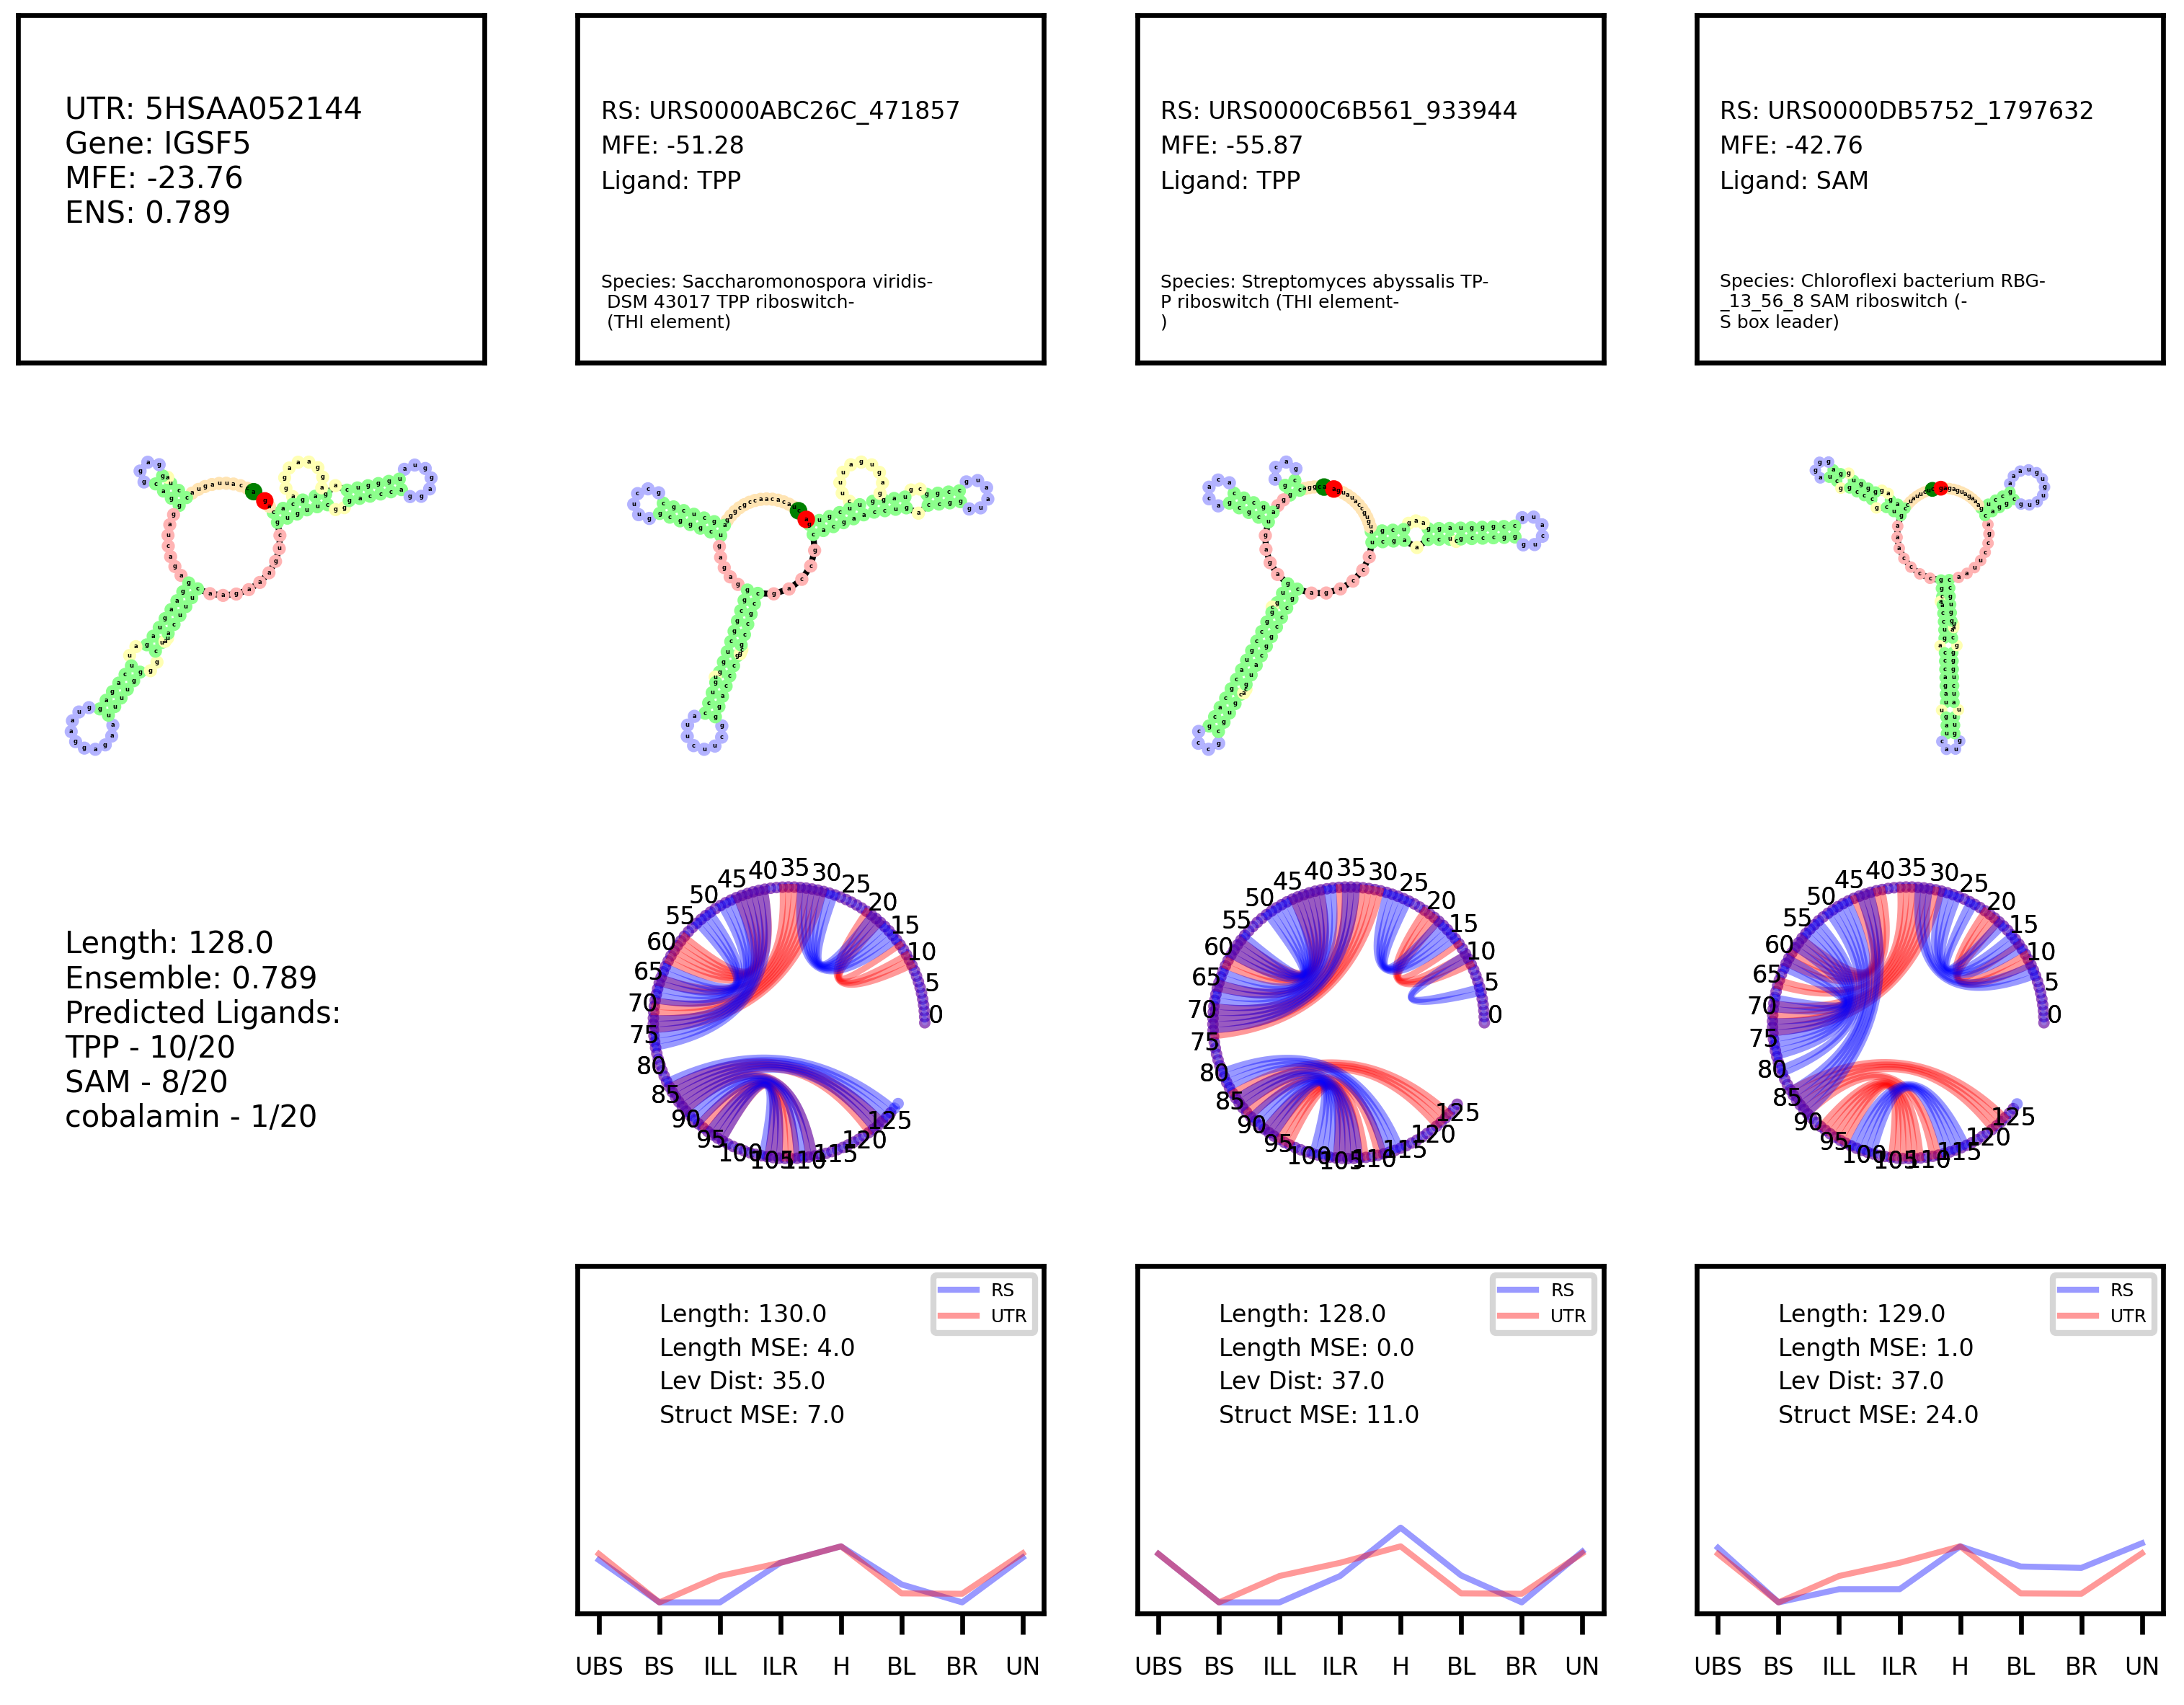 UTR: 5HSAA052144
Gene: IGSF5
MFE: -23.76
ENS: 0.789
RS: URS0000ABC26C_471857
MFE: -51.28
Ligand: TPP
Species: Saccharomonospora viridis-
DSM 43017 TPP riboswitch-
(THI element)
RS: URS0000C6B561_933944
MFE: -55.87
Ligand: TPP
Species: Streptomyces abyssalis TP-
P riboswitch (THI element-
)
RS: URS0000DB5752_1797632
MFE: -42.76
Ligand: SAM
Species: Chloroflexi bacterium RBG-
_13_56_8 SAM riboswitch (-
S box leader)
Length: 128.0
Ensemble: 0.789
Predicted Ligands:
TPP - 10/20
SAM - 8/20
cobalamin - 1/20
0 5 10 15 20 25 30 35 40 45 50 55 60 65 70 75 80 85 90 95 100 105 110 115 120 125
0 5 10 15 20 25 30 35 40 45 50 55 60 65 70 75 80 85 90 95 100 105 110 115 120 125
0 5 10 15 20 25 30 35 40 45 50 55 60 65 70 75 80 85 90 95 100 105 110 115 120 125
RS
UTR
Length: 130.0
Length MSE: 4.0
Lev Dist: 35.0
Struct MSE: 7.0
UBS BS ILL ILR H BL BR UN
RS
UTR
Length: 128.0
Length MSE: 0.0
Lev Dist: 37.0
Struct MSE: 11.0
UBS BS ILL ILR H BL BR UN
RS
UTR
Length: 129.0
Length MSE: 1.0
Lev Dist: 37.0
Struct MSE: 24.0
UBS BS ILL ILR H BL BR UN